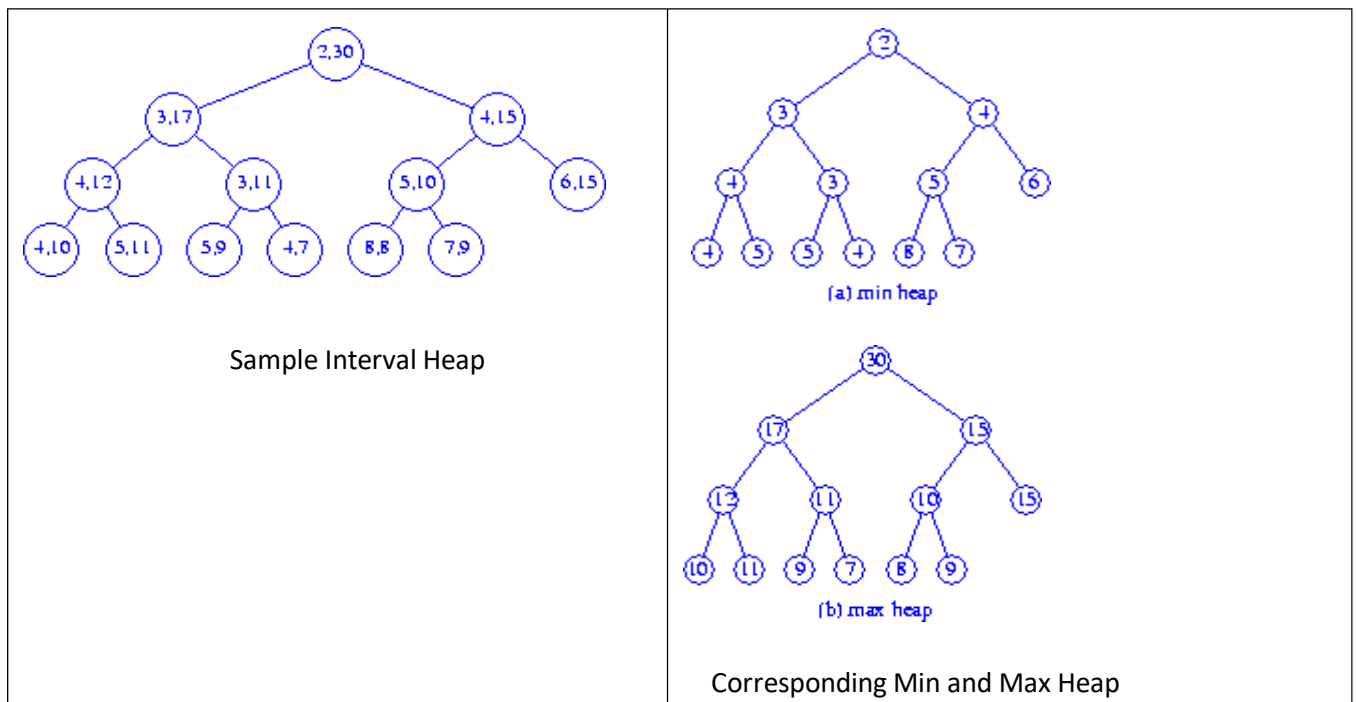 2,30
3,17 4,15
4,12 3,11 5,10 6,15
4,10 5,11 5,9 4,7 8,8 7,9
Sample Interval Heap
2
3 4
4 3 5 6
4 5 5 4 8 7
(a) min heap
30
17 15
12 11 10 15
10 11 9 7 8 9
(b) max heap
Corresponding Min and Max Heap